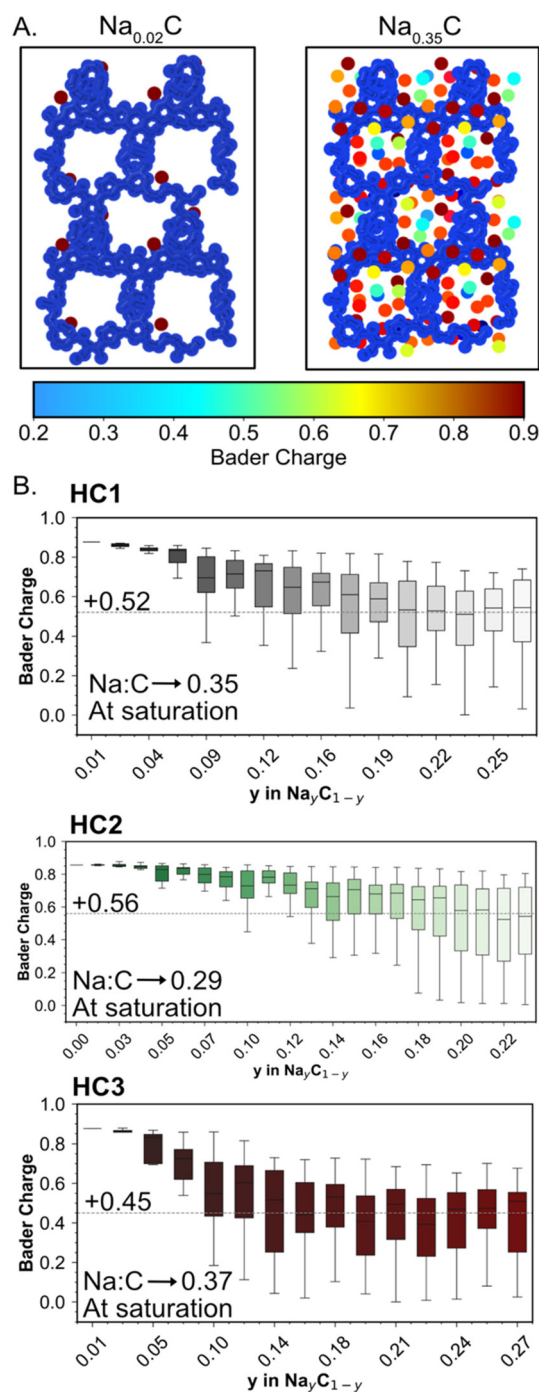 A.
Na0.02C
Na0.35C
0.2 0.3 0.4 0.5 0.6 0.7 0.8 0.9
Bader Charge
B.
HC1
1.0
0.8
0.6
0.4
0.2
0.0
Bader Charge
+0.52
Na:C→0.35
At saturation
0.01 0.04 0.09 0.12 0.16 0.19 0.22 0.25
y in NayC1−y
HC2
1.0
0.8
0.6
0.4
0.2
0.0
Bader Charge
+0.56
Na:C→0.29
At saturation
0.00 0.03 0.05 0.07 0.10 0.12 0.14 0.16 0.18 0.20 0.22
y in NayC1−y
HC3
1.0
0.8
0.6
0.4
0.2
0.0
Bader Charge
+0.45
Na:C→0.37
At saturation
0.01 0.05 0.10 0.14 0.18 0.21 0.24 0.27
y in NayC1−y